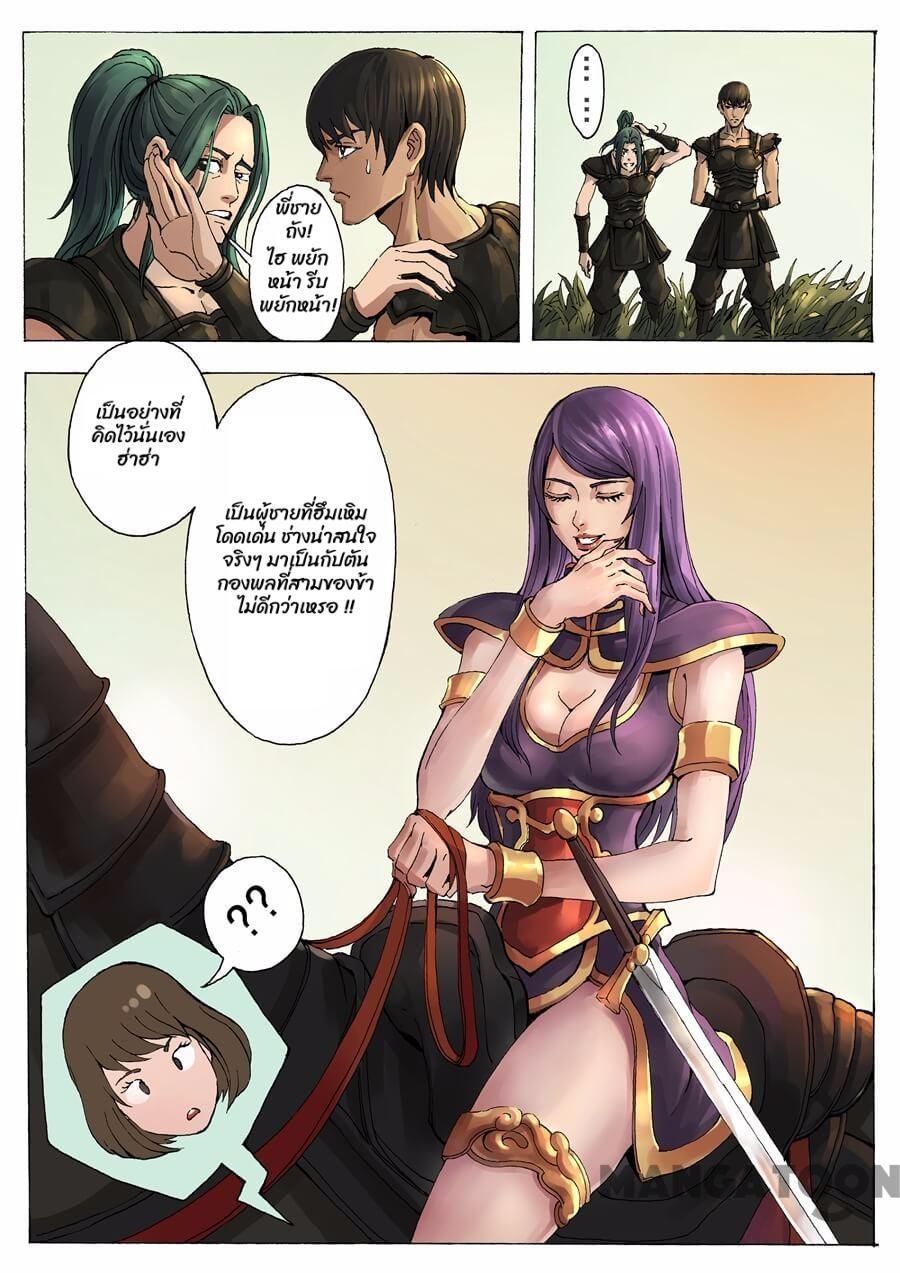 พี่ชาย
ถัง!
ไฮ พยัก
หน้า รีบ
พยักหน้า!
... ...
เป็นอย่างที่
คิดไว้นั่นเอง
ฮ่าฮ่า
เป็นผู้ชายที่ฮึมเหิม
โดดเด่น ช่างน่าสนใจ
จริงๆ มาเป็นกัปตัน
กองพลที่สามของข้า
ไม่ดีกว่าเหรอ !!
??
MANGATOON